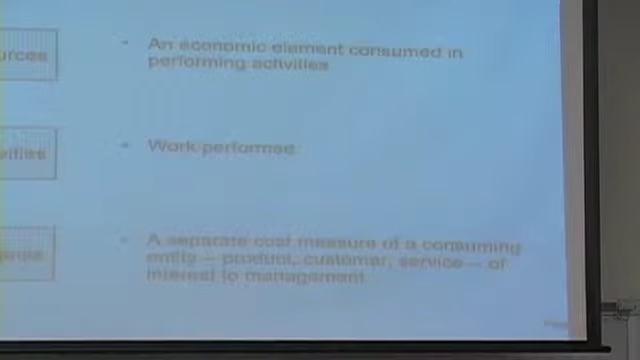 urces
An economic element consumed in
performing activities
vities
Work performed
A separate cost measure of a consuming
entity — product, customer, service — of
interest to management